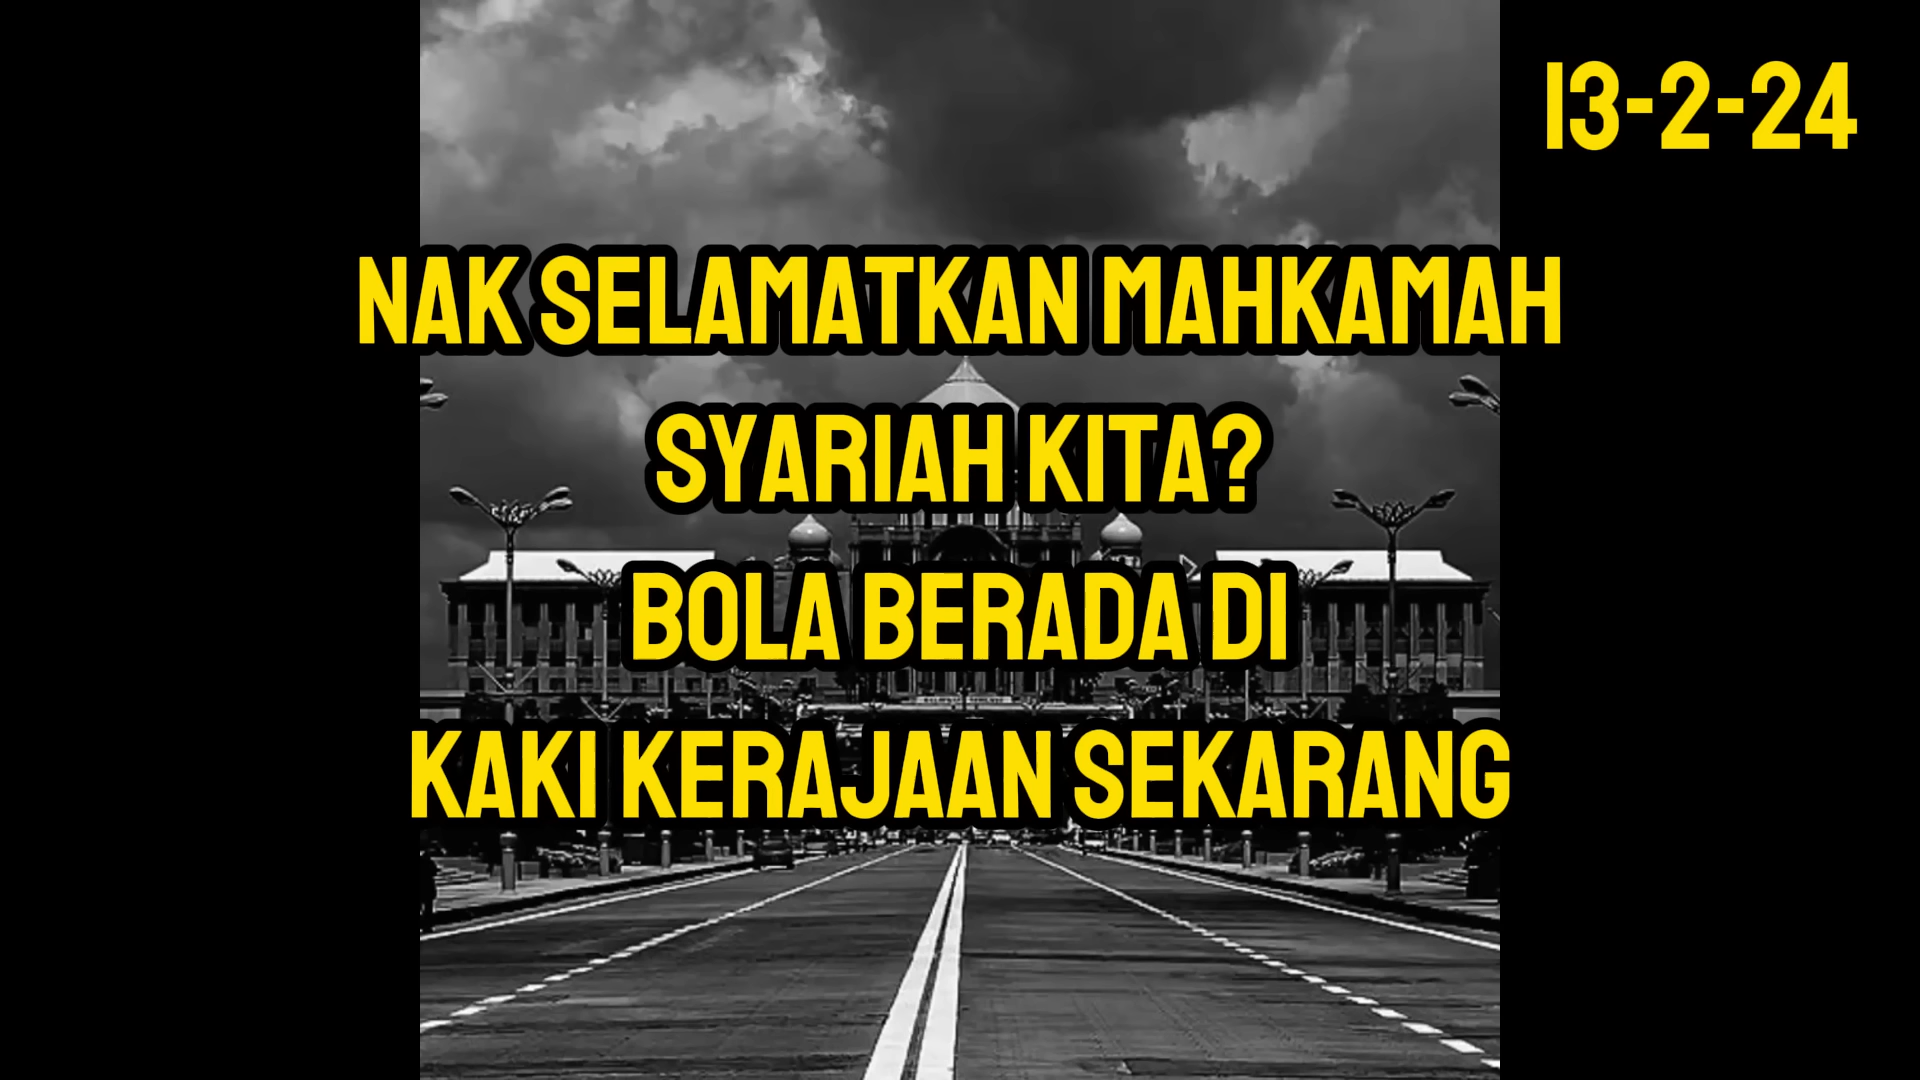 13-2-24
NAK SELAMATKAN MAHKAMAH
SYARIAH KITA?
BOLA BERADA DI
KAKI KERAJAAN SEKARANG